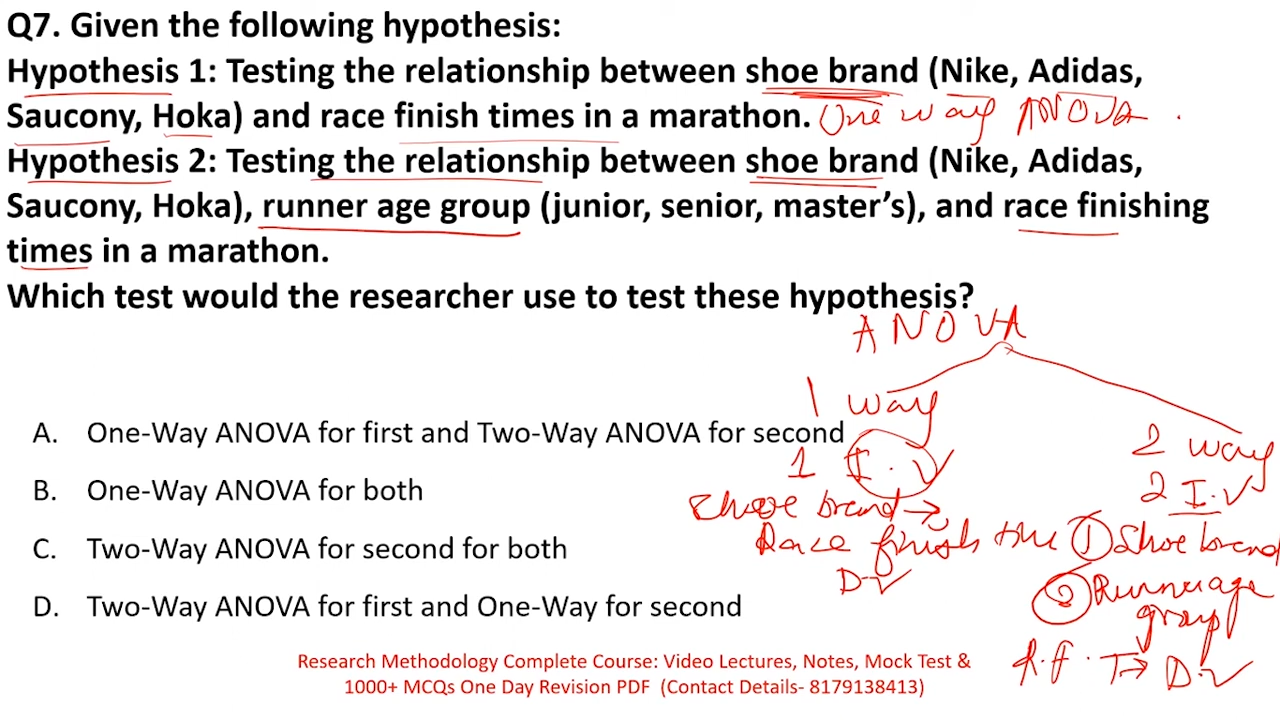 Q7. Given the following hypothesis:
Hypothesis 1: Testing the relationship between shoe brand (Nike, Adidas,
Saucony, Hoka) and race finish times in a marathon. One way ANOVA.
Hypothesis 2: Testing the relationship between shoe brand (Nike, Adidas,
Saucony, Hoka), runner age group (junior, senior, master’s), and race finishing
times in a marathon.
Which test would the researcher use to test these hypothesis?
ANOVA
1 way
2 way
A. One-Way ANOVA for first and Two-Way ANOVA for second
1 I.V
2 I.V
B. One-Way ANOVA for both
Shoe brand →
C. Two-Way ANOVA for second for both
Race finish time
① Shoe brand
D.V
② Runner age
group
D. Two-Way ANOVA for first and One-Way for second
R.f.T → D.V
Research Methodology Complete Course: Video Lectures, Notes, Mock Test &
1000+ MCQs One Day Revision PDF (Contact Details- 8179138413)